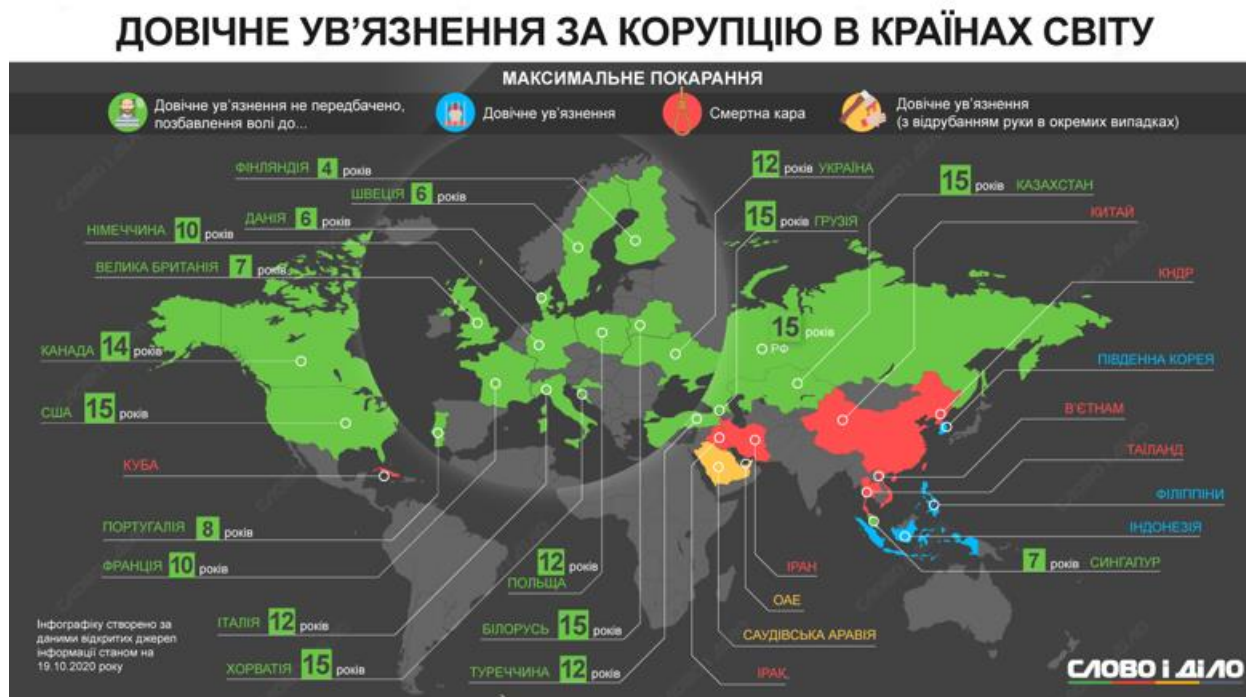 ДОВІЧНЕ УВ’ЯЗНЕННЯ ЗА КОРУПЦІЮ В КРАЇНАХ СВІТУ
МАКСИМАЛЬНЕ ПОКАРАННЯ
Довічне ув’язнення не передбачено,
позбавлення волі до...
Довічне ув’язнення
Смертна кара
Довічне ув’язнення
(з відрубанням руки в окремих випадках)
ФІНЛЯНДІЯ 4 років
ШВЕЦІЯ 6 років
ДАНІЯ 6 років
НІМЕЧЧИНА 10 років
ВЕЛИКА БРИТАНІЯ 7 років
КАНАДА 14 років
США 15 років
КУБА
ПОРТУГАЛІЯ 8 років
ФРАНЦІЯ 10 років
ІТАЛІЯ 12 років
ХОРВАТІЯ 15 років
12 років УКРАЇНА
15 років КАЗАХСТАН
15 років ГРУЗІЯ
КИТАЙ
КНДР
15 років
РФ
ПІВДЕННА КОРЕЯ
В’ЄТНАМ
ТАЇЛАНД
ФІЛІППІНИ
ІНДОНЕЗІЯ
7 років СИНГАПУР
12 років
ПОЛЬЩА
БІЛОРУСЬ 15 років
ТУРЕЧЧИНА 12 років
ІРАН
ОАЕ
САУДІВСЬКА АРАВІЯ
ІРАК
Інфографіку створено за
даними відкритих джерел
інформації станом на
19.10.2020 року
СЛОВО І ДІЛО